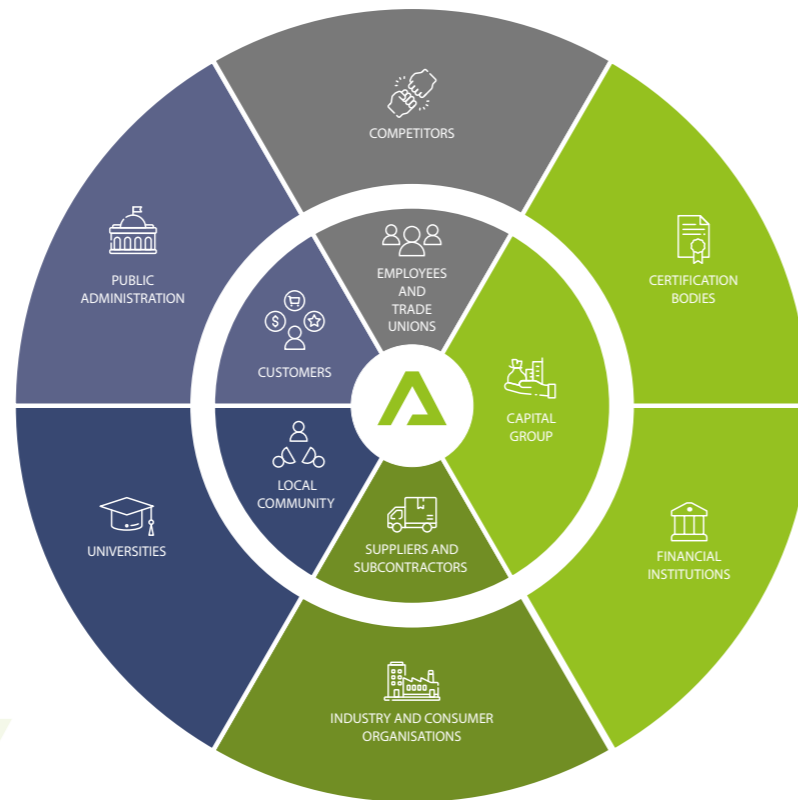 COMPETITORS
PUBLIC
ADMINISTRATION
EMPLOYEES
AND
TRADE
UNIONS
CERTIFICATION
BODIES
CUSTOMERS
CAPITAL
GROUP
LOCAL
COMMUNITY
UNIVERSITIES
SUPPLIERS AND
SUBCONTRACTORS
FINANCIAL
INSTITUTIONS
INDUSTRY AND CONSUMER
ORGANISATIONS